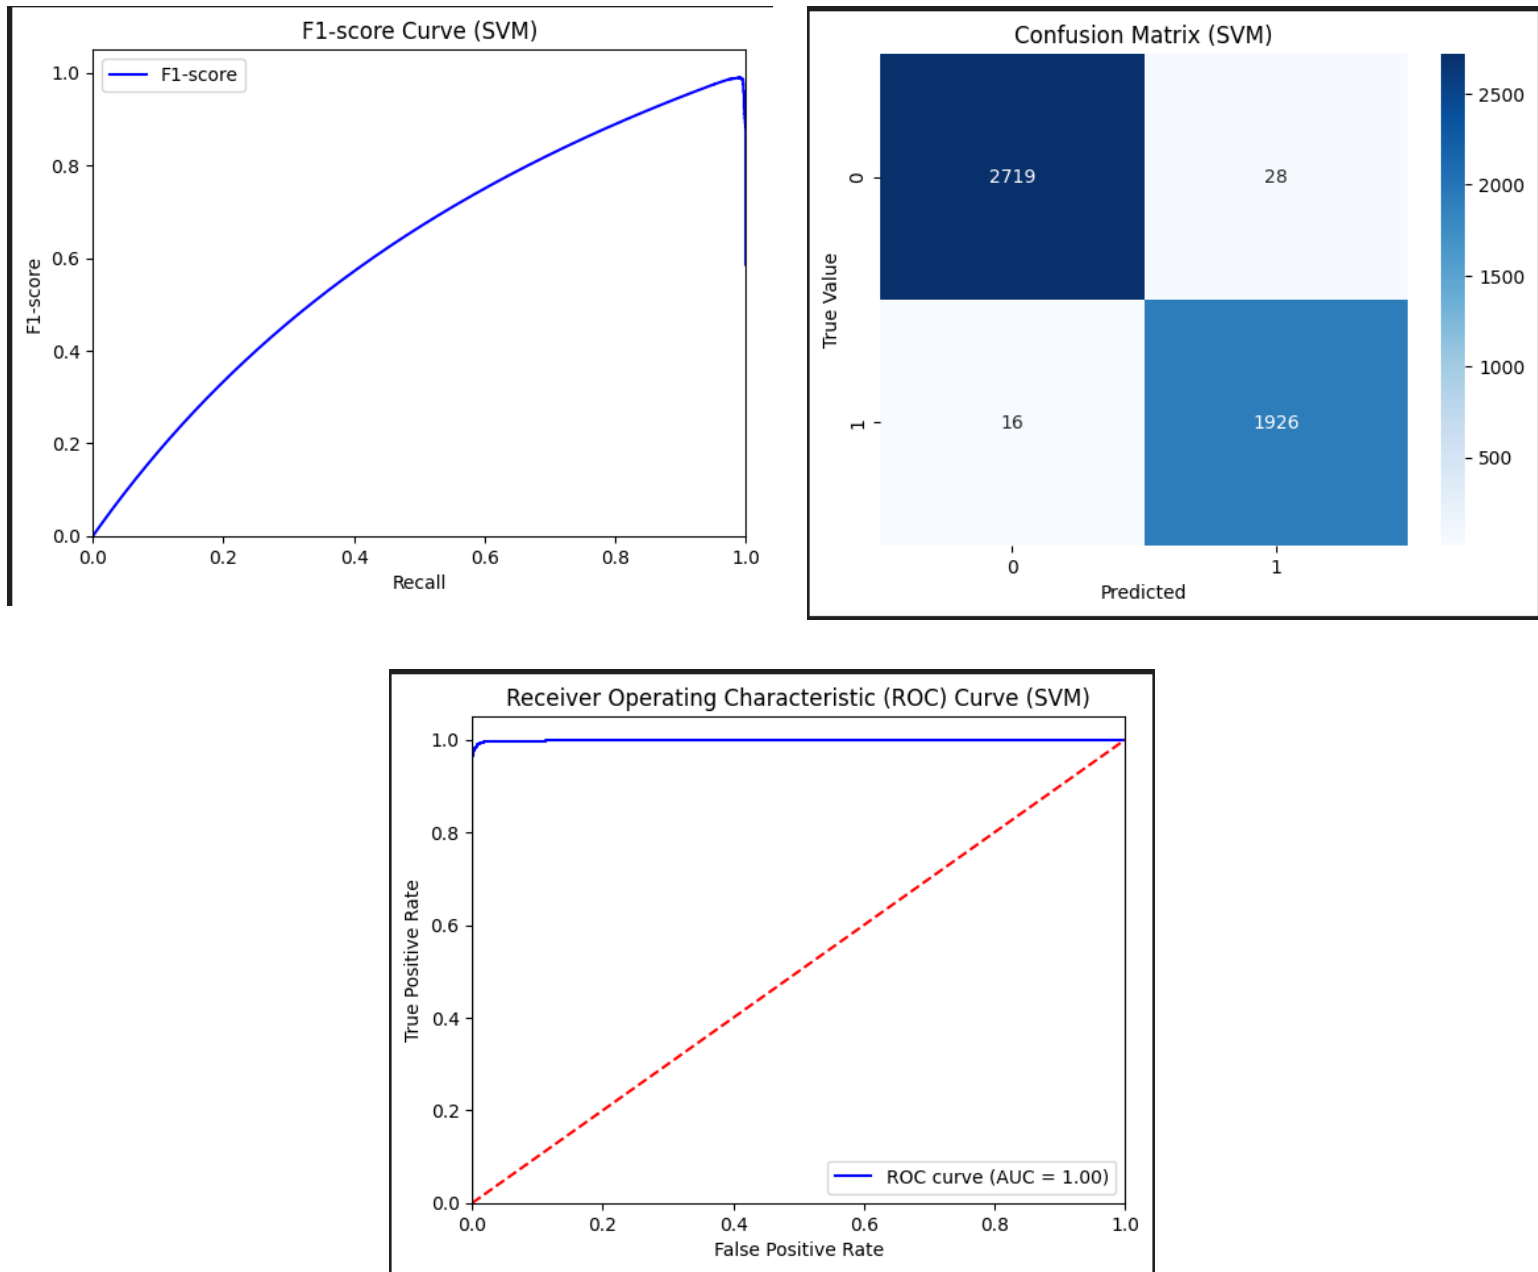 F1-score Curve (SVM)
F1-score
1.0
0.8
0.6
0.4
0.2
0.0
F1-score
0.0 0.2 0.4 0.6 0.8 1.0
Recall
Confusion Matrix (SVM)
True Value
0
1
2719 28
16 1926
0 1
Predicted
2500
2000
1500
1000
500
Receiver Operating Characteristic (ROC) Curve (SVM)
True Positive Rate
1.0
0.8
0.6
0.4
0.2
0.0
ROC curve (AUC = 1.00)
0.0 0.2 0.4 0.6 0.8 1.0
False Positive Rate